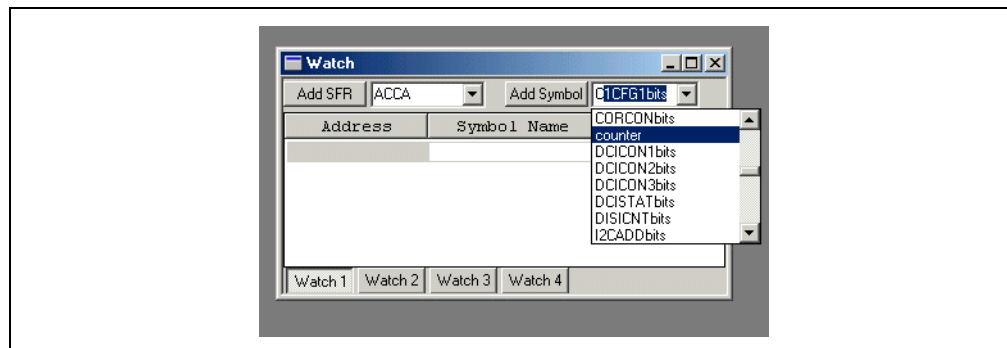 Watch
Add SFR ACCA Add Symbol C1CFG1bits
Address Symbol Name
CORCONbits
counter
DCICON1bits
DCICON2bits
DCICON3bits
DCISTATbits
DISICNTbits
I2CADDbits
Watch 1 Watch 2 Watch 3 Watch 4